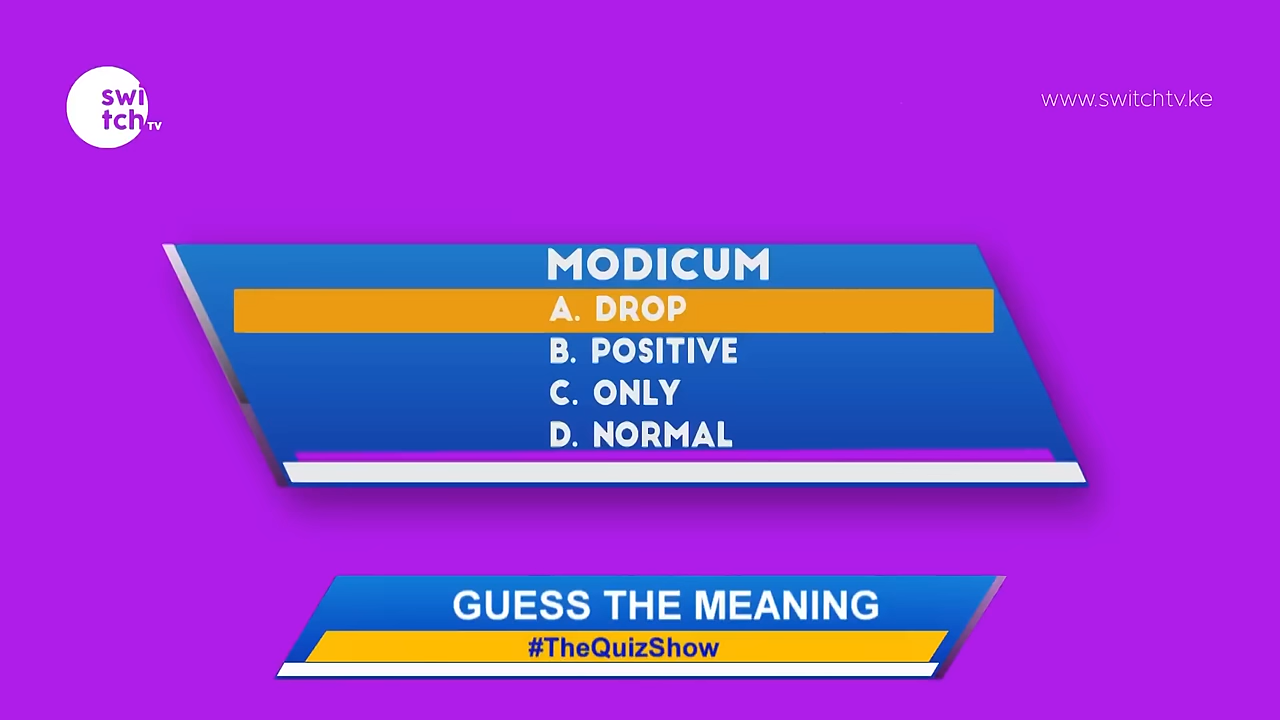 swi
tch TV
www.switchtv.ke
MODICUM
A. DROP
B. POSITIVE
C. ONLY
D. NORMAL
GUESS THE MEANING
#TheQuizShow